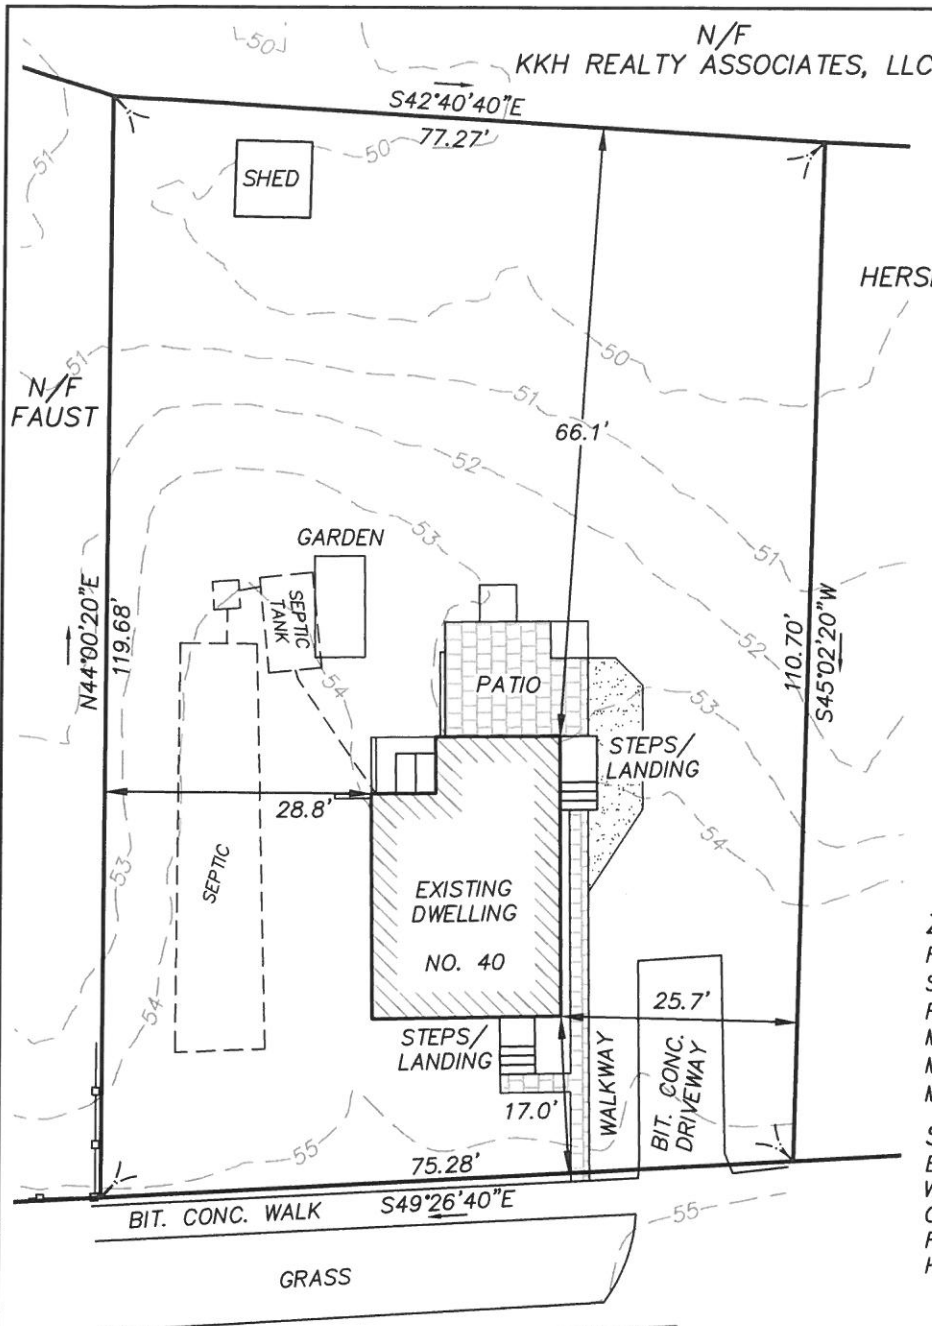 50
N/F
KKH REALTY ASSOCIATES, LLC
S42°40'40"E
77.27'
50
51
SHED
50
51
N/F
FAUST
51
66.1'
52
53
51
GARDEN
SEPTIC
TANK
N44°00'20"E
119.68'
52
110.70'
S45°02'20"W
54
PATIO
53
STEPS/
LANDING
28.8'
54
53
SEPTIC
EXISTING
DWELLING
NO. 40
54
25.7'
STEPS/
LANDING
WALKWAY
BIT. CONC.
DRIVEWAY
17.0'
55
75.28'
S49°26'40"E
BIT. CONC. WALK
55
GRASS